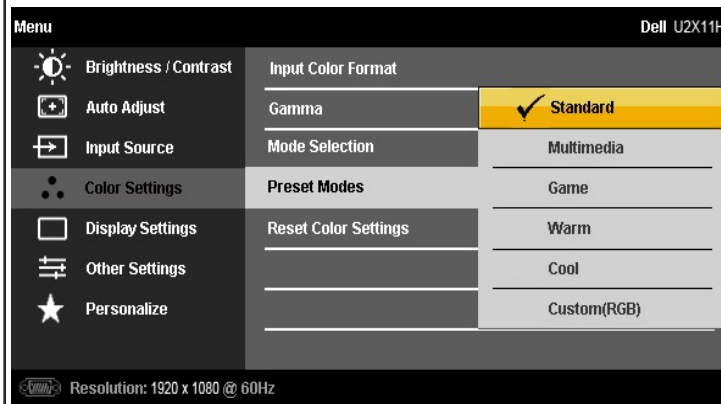 Menu Dell U2X11H
Brightness / Contrast Input Color Format
Auto Adjust Gamma Standard
Input Source Mode Selection Multimedia
Color Settings Preset Modes Game
Display Settings Reset Color Settings Warm
Other Settings Cool
Personalize Custom(RGB)
Resolution: 1920 x 1080 @ 60Hz